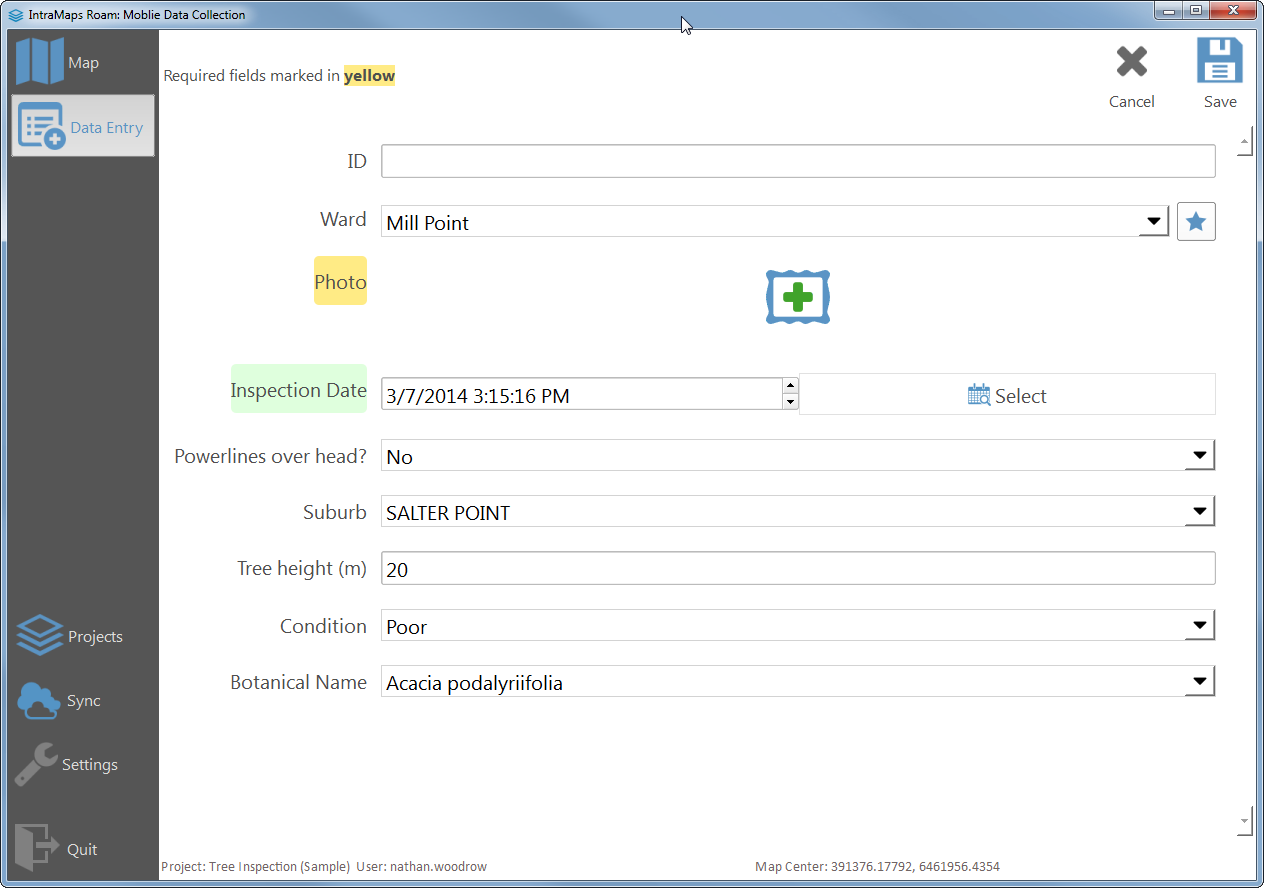 IntraMaps Roam: Moblie Data Collection
Map
Data Entry
Required fields marked in yellow
Cancel
Save
ID
Ward
Mill Point
Photo
Inspection Date
3/7/2014 3:15:16 PM
Select
Powerlines over head?
No
Suburb
SALTER POINT
Tree height (m)
20
Condition
Poor
Botanical Name
Acacia podalyriifolia
Projects
Sync
Settings
Quit
Project: Tree Inspection (Sample) User: nathan.woodrow
Map Center: 391376.17792, 6461956.4354